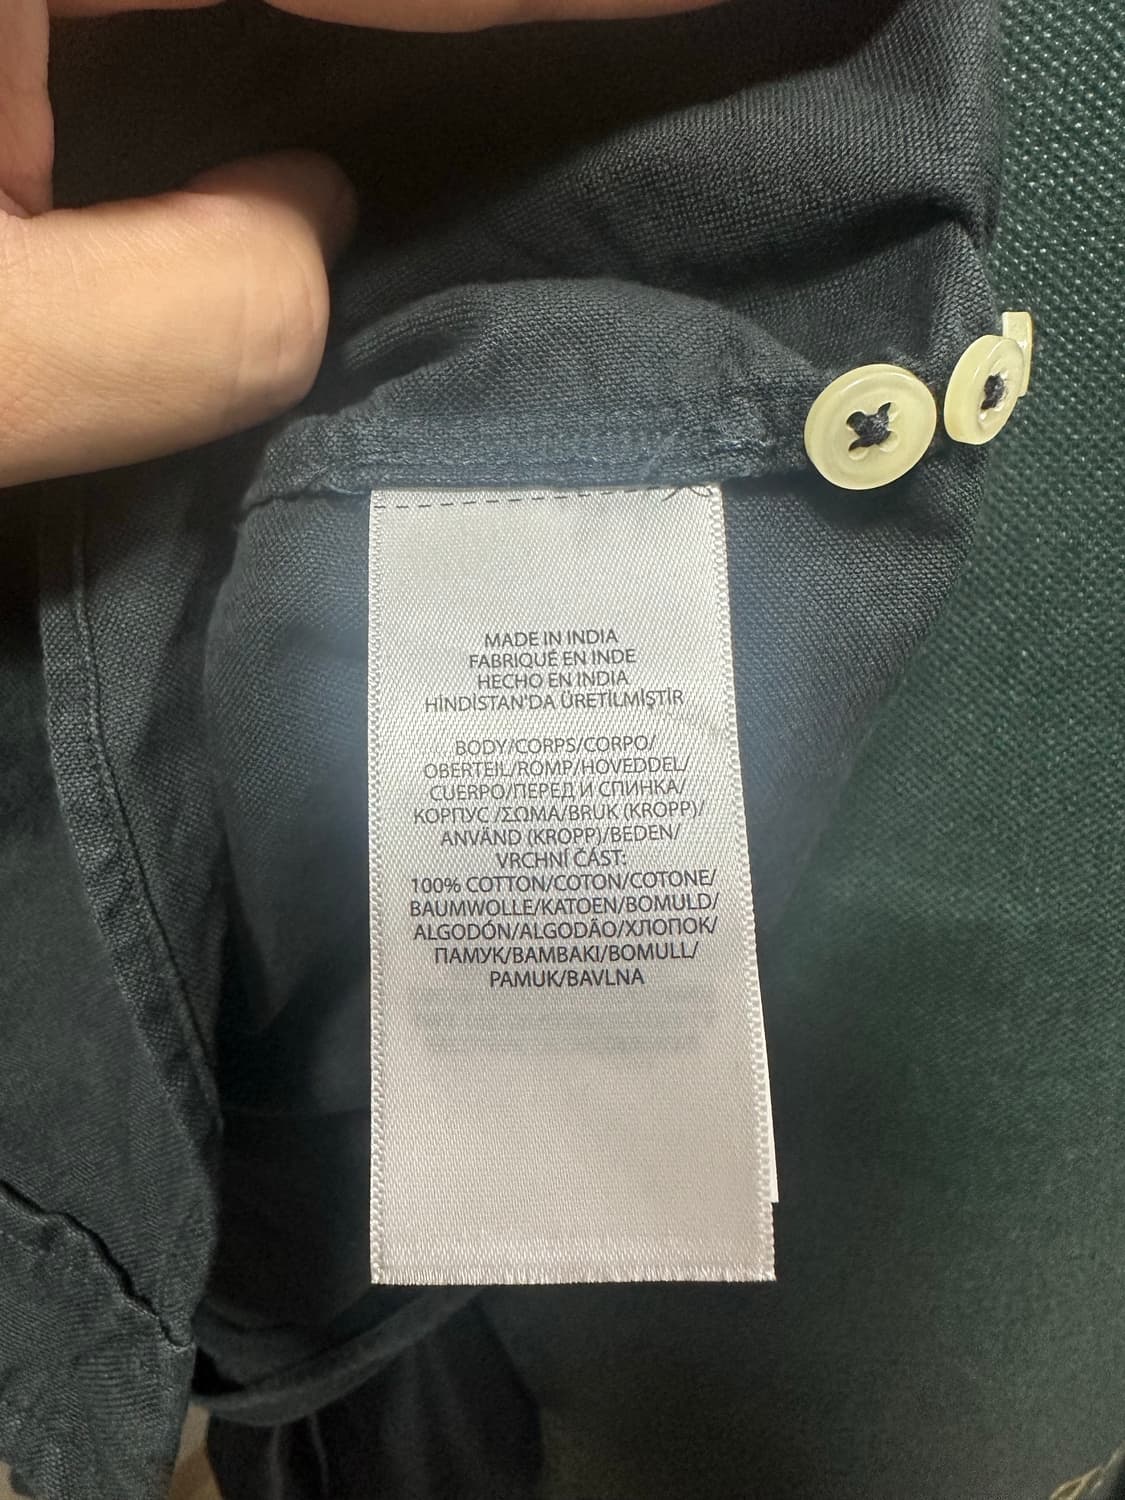 MADE IN INDIA
FABRIQUÉ EN INDE
HECHO EN INDIA
HİNDİSTAN'DA ÜRETİLMİŞTİR
BODY/CORPS/CORPO/
OBERTEIL/ROMP/HOVEDDEL/
CUERPO/ПЕРЕД И СПИНКА/
КОРПУС /ΣΩΜΑ/BRUK (KROPP)/
ANVÄND (KROPP)/BEDEN/
VRCHNÍ ČÁST:
100% COTTON/COTON/COTONE/
BAUMWOLLE/KATOEN/BOMULD/
ALGODÓN/ALGODÃO/ХЛОПОК/
ПАМУК/ΒΑΜΒΑΚΙ/BOMULL/
PAMUK/BAVLNA